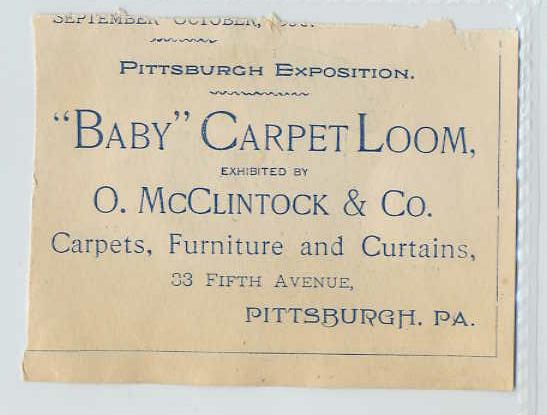 SEPTEMBER OCTOBER,
PITTSBURGH EXPOSITION.
"BABY" CARPET LOOM,
EXHIBITED BY
O. MCCLINTOCK & CO.
Carpets, Furniture and Curtains,
33 FIFTH AVENUE,
PITTSBURGH. PA.